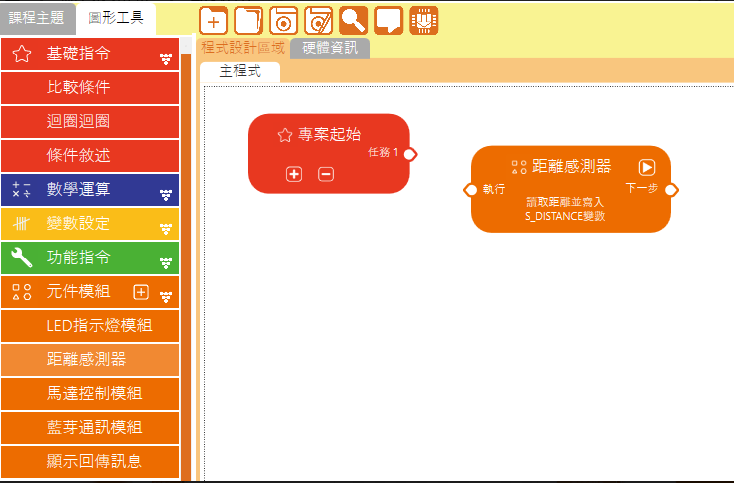 課程主題
圖形工具
基礎指令
比較條件
迴圈迴圈
條件敘述
數學運算
變數設定
功能指令
元件模組
LED指示燈模組
距離感測器
馬達控制模組
藍芽通訊模組
顯示回傳訊息
程式設計區域
硬體資訊
主程式
專案起始
任務 1
距離感測器
執行
下一步
讀取距離並寫入
S_DISTANCE變數